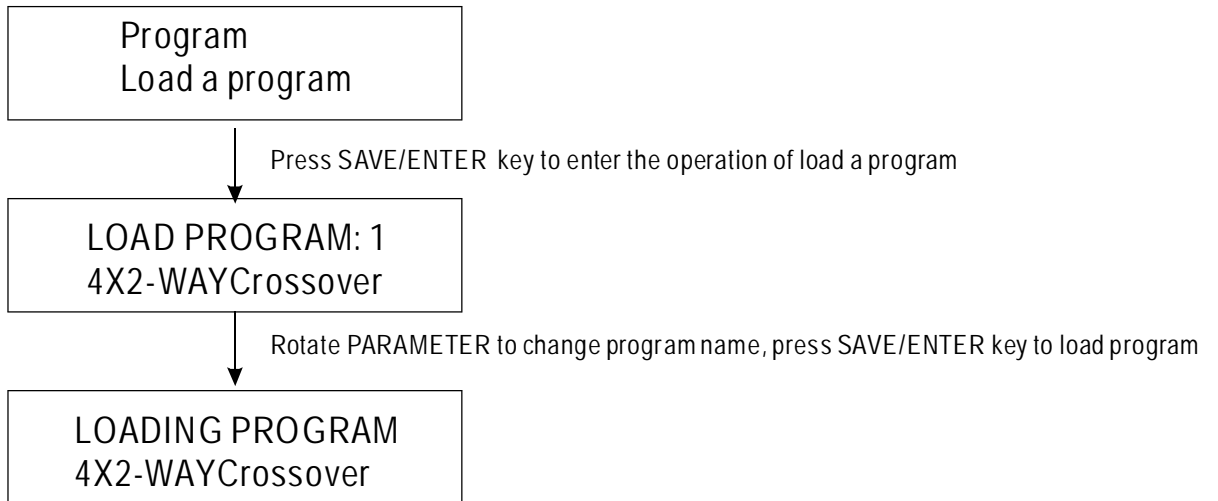 Program
Load a program
Press SAVE/ENTER key to enter the operation of load a program
LOAD PROGRAM: 1
4X2-WAYCrossover
Rotate PARAMETER to change program name, press SAVE/ENTER key to load program
LOADING PROGRAM
4X2-WAYCrossover